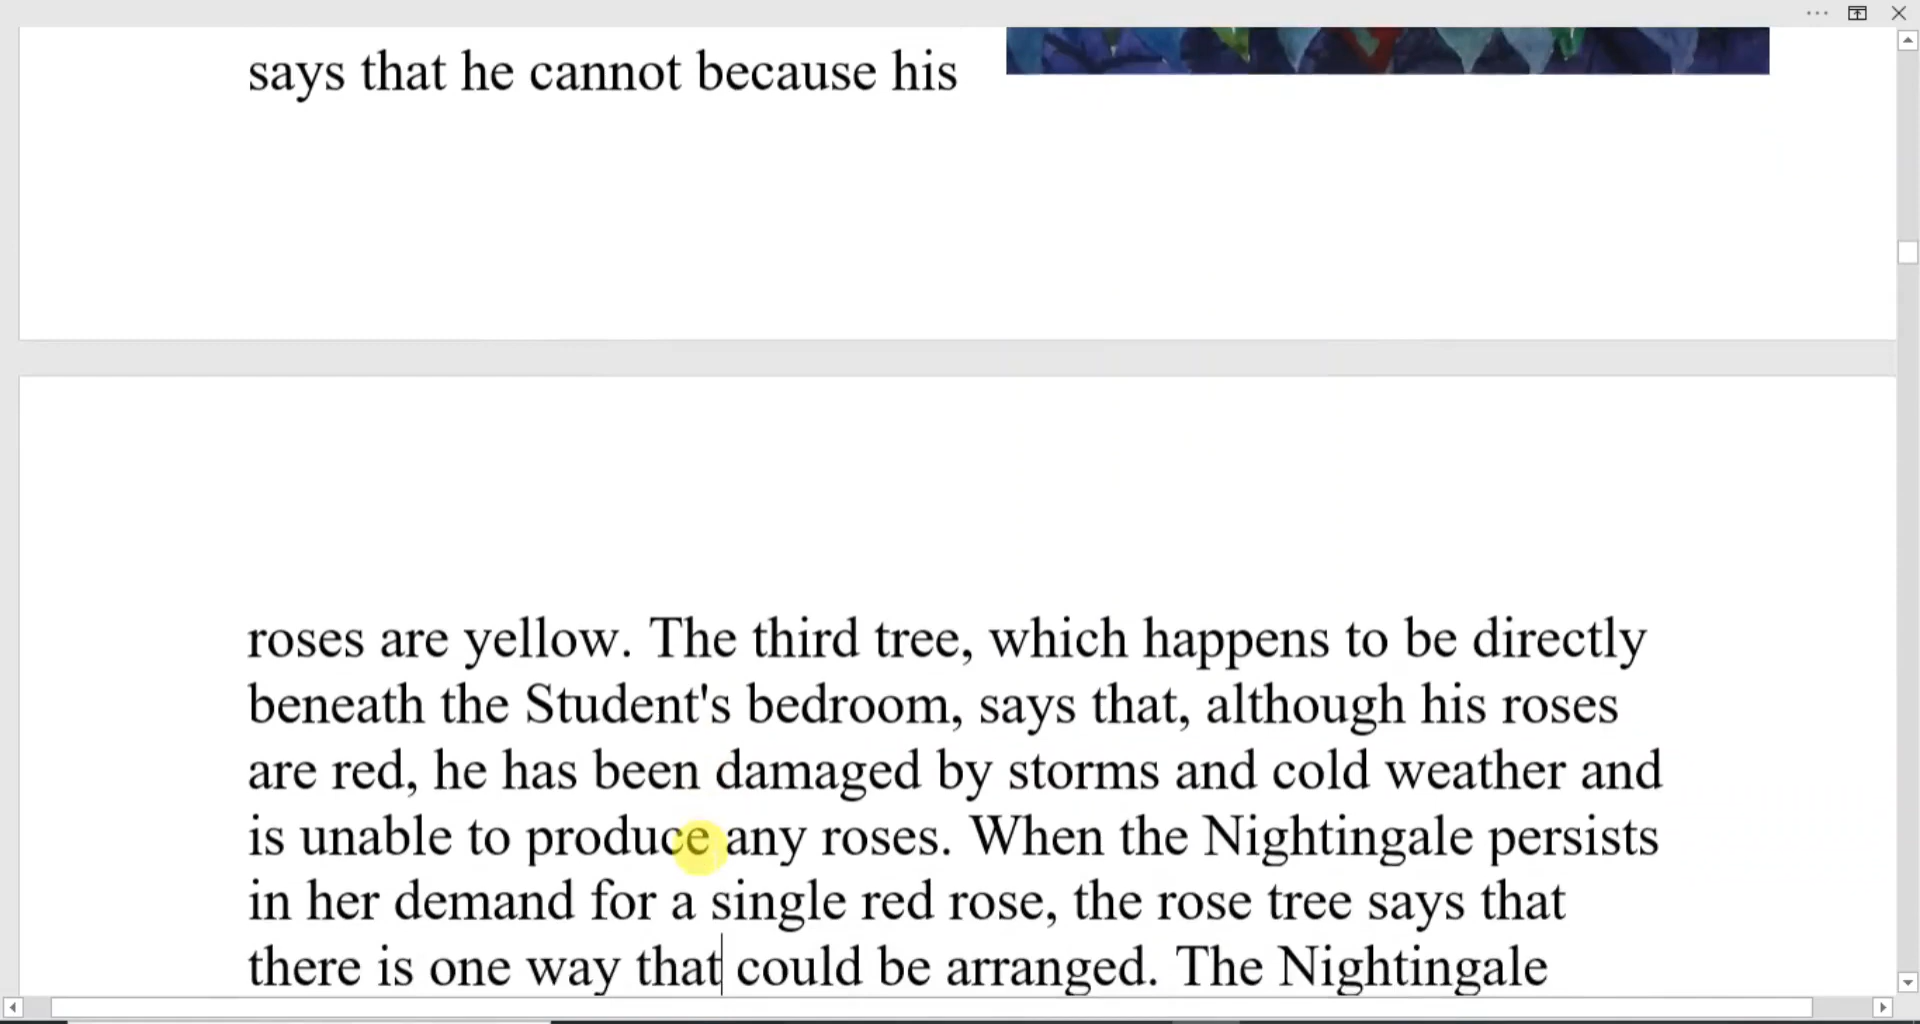 says that he cannot because his
roses are yellow. The third tree, which happens to be directly
beneath the Student's bedroom, says that, although his roses
are red, he has been damaged by storms and cold weather and
is unable to produce any roses. When the Nightingale persists
in her demand for a single red rose, the rose tree says that
there is one way that could be arranged. The Nightingale